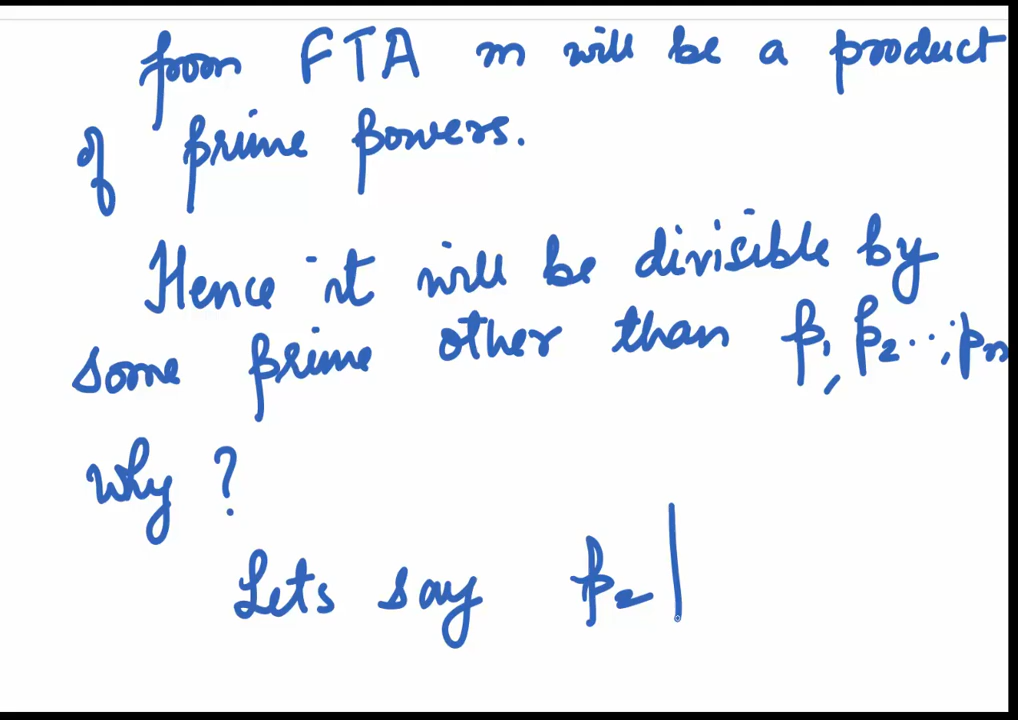 from FTA m will be a product
of prime powers.
Hence it will be divisible by
some prime other than p₁, p₂..., pₙ
why ?
Lets say p₂ |